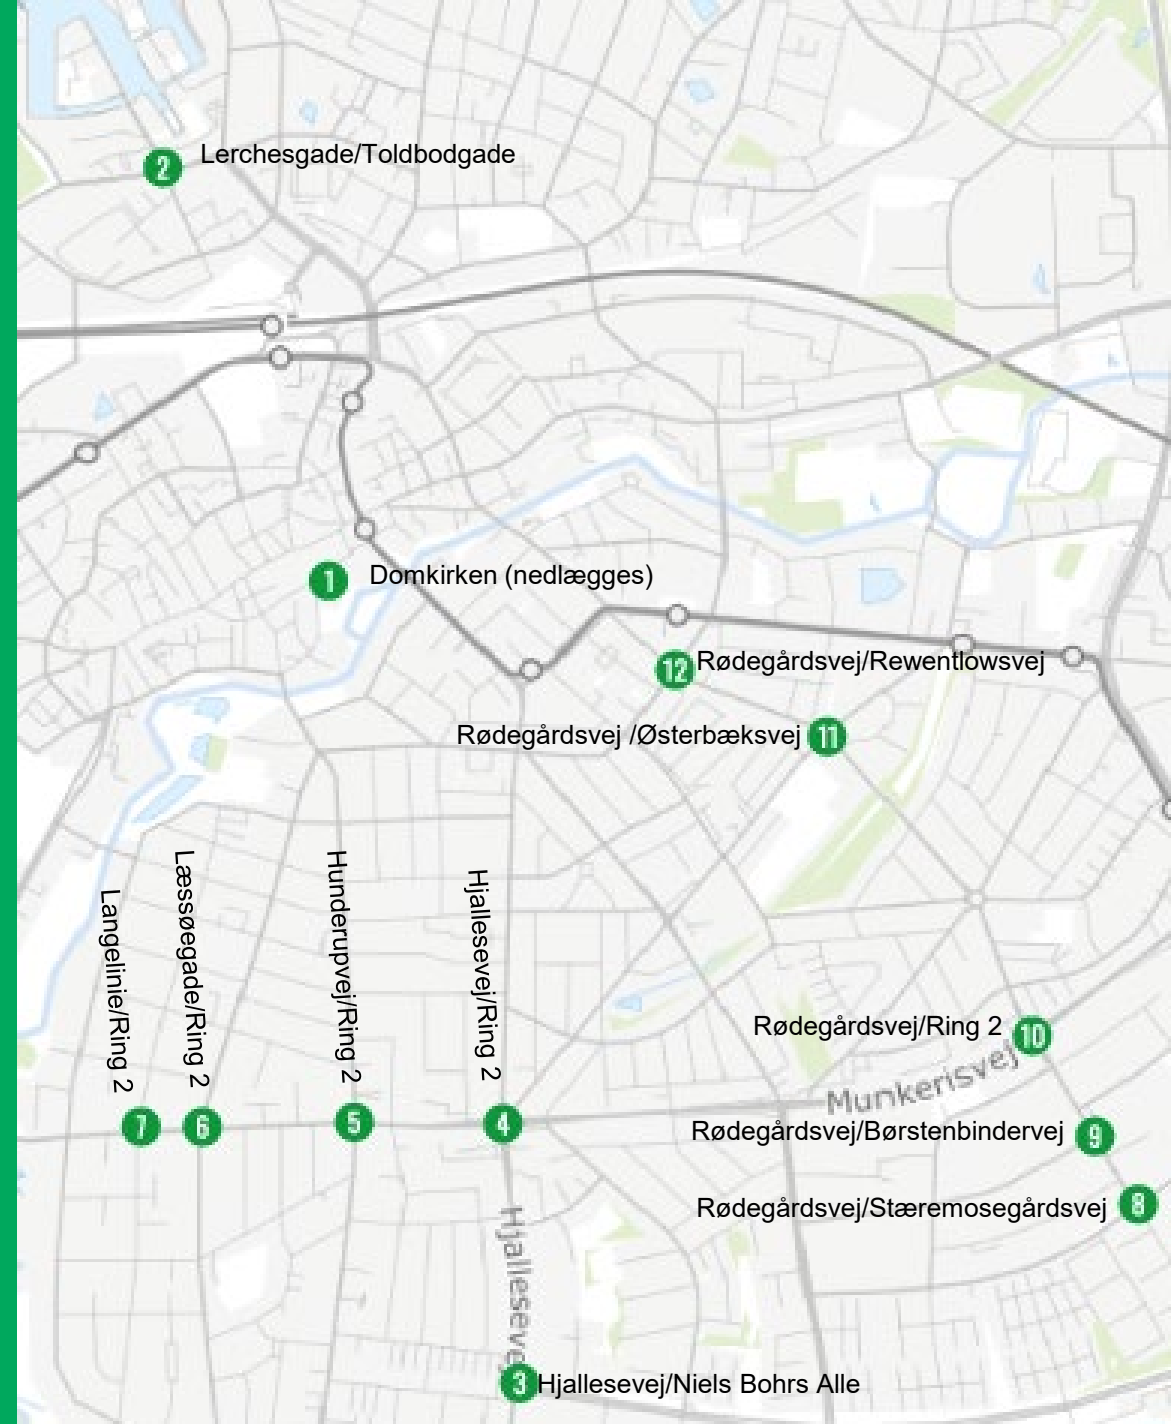 2 Lerchesgade/Toldbodgade
1 Domkirken (nedlægges)
12 Rødegårdsvej/Rewentlowsvej
Rødegårdsvej /Østerbæksvej 11
Langelinie/Ring 2
Læssøegade/Ring 2
Hunderupvej/Ring 2
Hjallesevej/Ring 2
Rødegårdsvej/Ring 2 10
Munkerisvej
7
6
5
4
Rødegårdsvej/Børstenbindervej 9
Rødegårdsvej/Stæremosegårdsvej 8
Hjallesevej
3 Hjallesevej/Niels Bohrs Alle